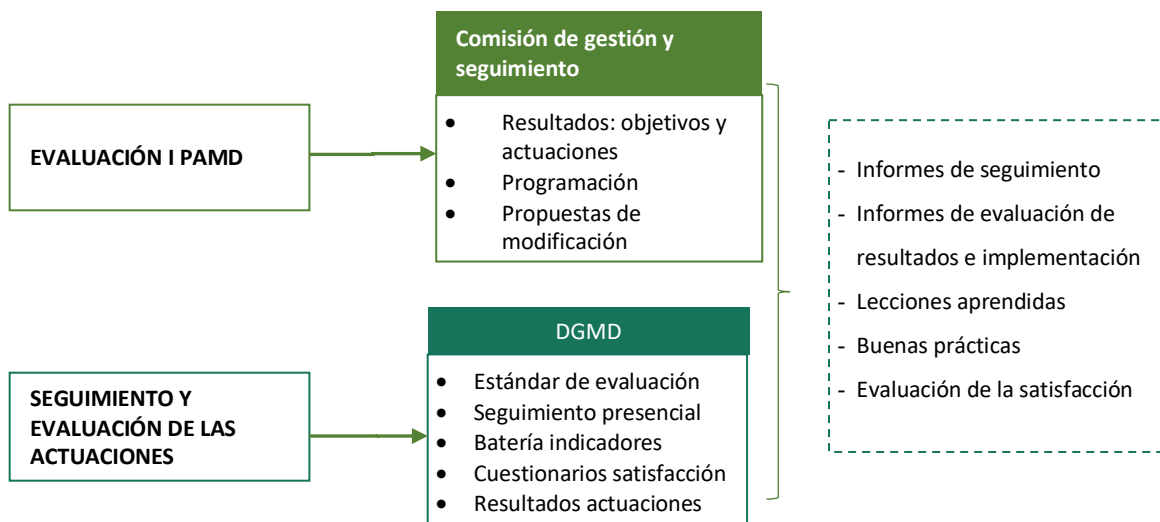 EVALUACIÓN I PAMD
Comisión de gestión y
seguimiento
• Resultados: objetivos y
actuaciones
• Programación
• Propuestas de
modificación
SEGUIMIENTO Y
EVALUACIÓN DE LAS
ACTUACIONES
DGMD
• Estándar de evaluación
• Seguimiento presencial
• Batería indicadores
• Cuestionarios satisfacción
• Resultados actuaciones
- Informes de seguimiento
- Informes de evaluación de
resultados e implementación
- Lecciones aprendidas
- Buenas prácticas
- Evaluación de la satisfacción